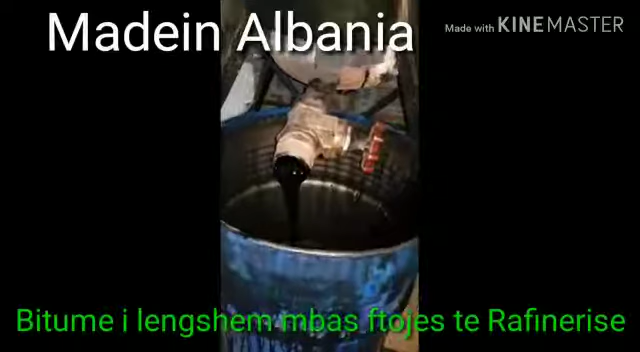 Madein Albania
Made with KINEMASTER
Bitume i lengshem mbas ftojes te Rafinerise